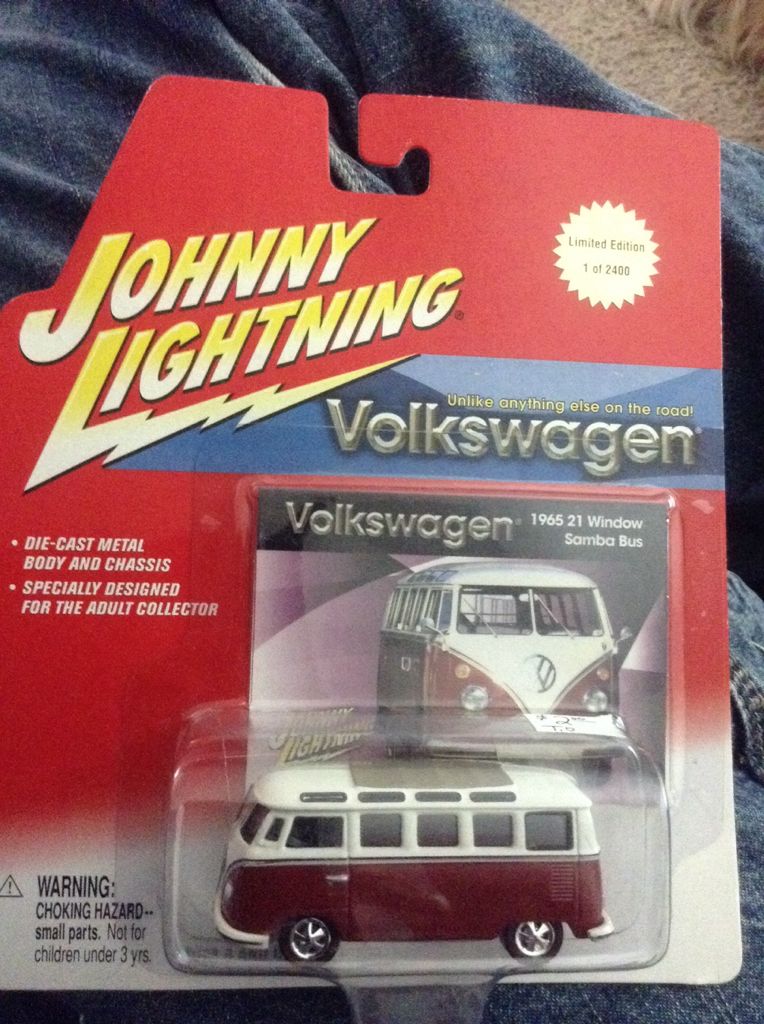 Limited Edition
1 of 2400
JOHNNY
LIGHTNING®
Unlike anything else on the road!
Volkswagen
Volkswagen 1965 21 Window
Samba Bus
• DIE-CAST METAL
BODY AND CHASSIS
• SPECIALLY DESIGNED
FOR THE ADULT COLLECTOR
JOHNNY
LIGHTNING
WARNING:
CHOKING HAZARD--
small parts. Not for
children under 3 yrs.